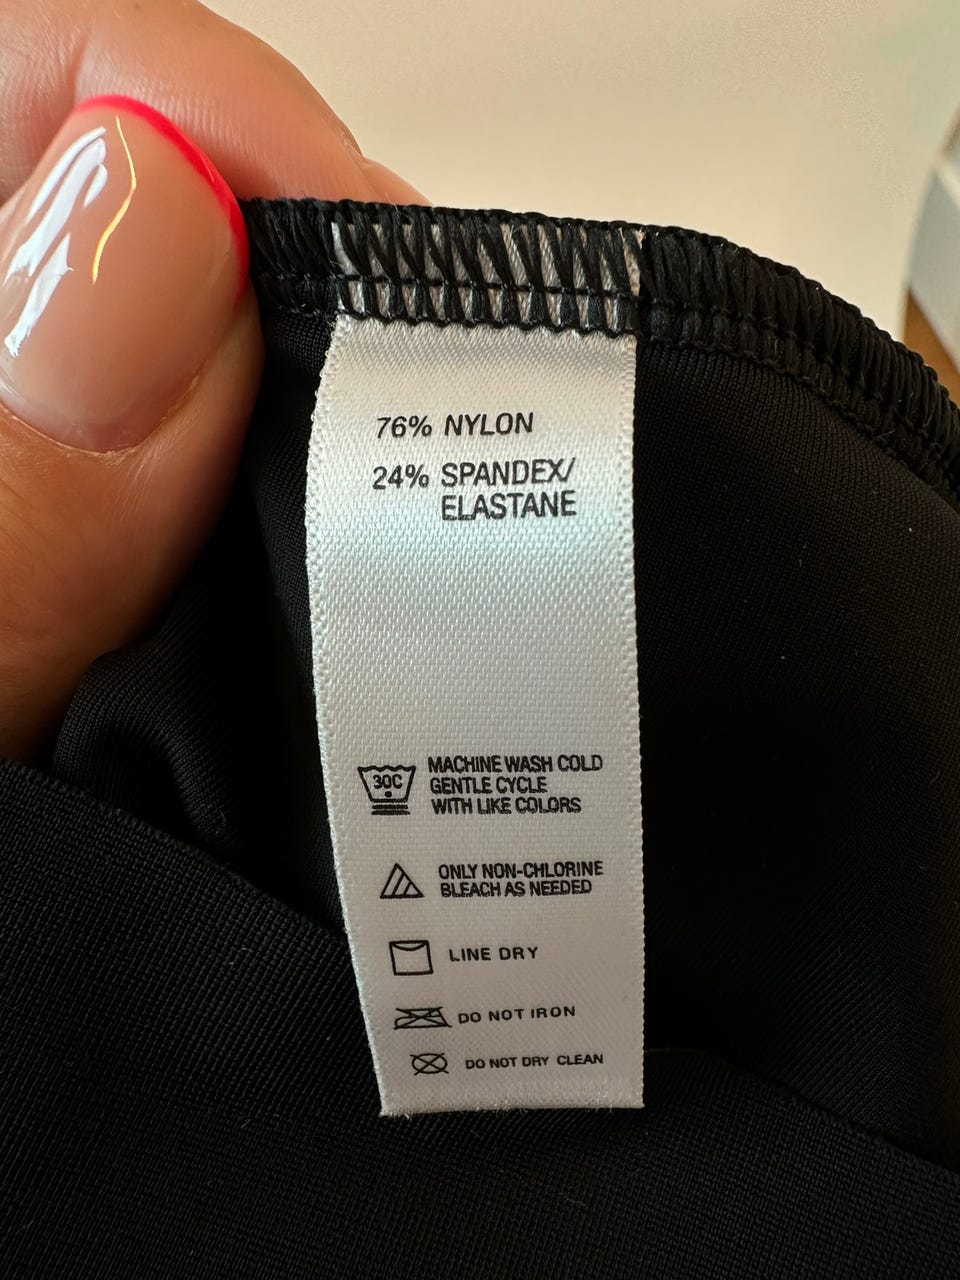 76% NYLON
24% SPANDEX/
ELASTANE
30C
MACHINE WASH COLD
GENTLE CYCLE
WITH LIKE COLORS
ONLY NON-CHLORINE
BLEACH AS NEEDED
LINE DRY
DO NOT IRON
DO NOT DRY CLEAN